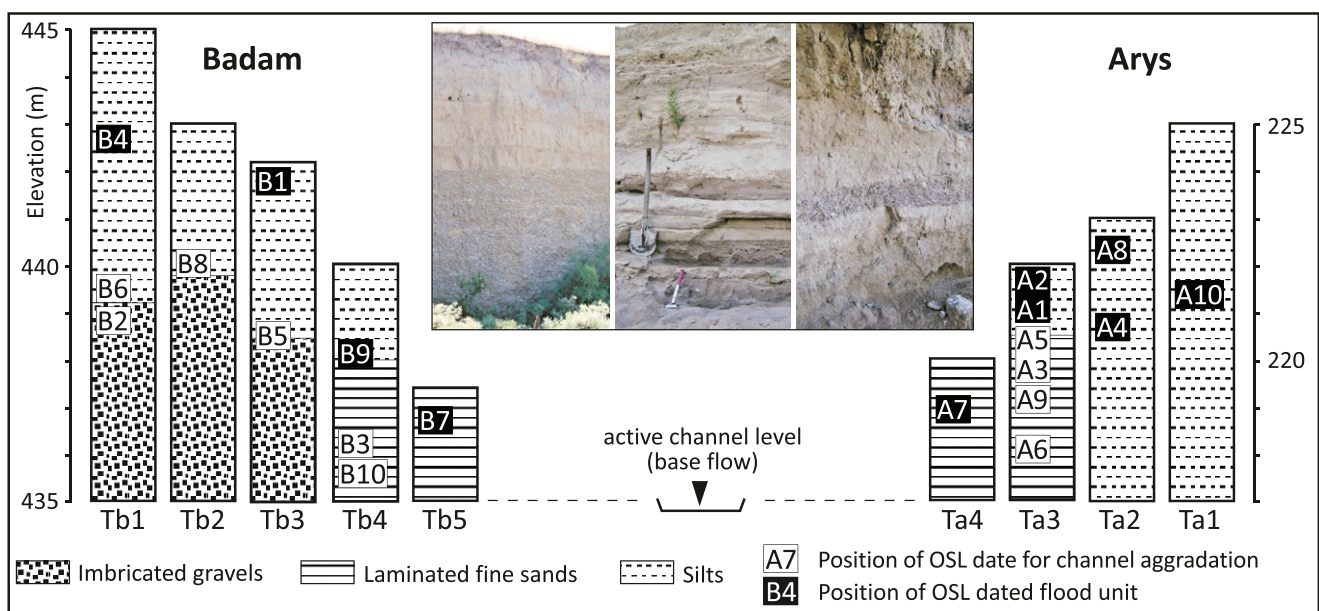 445
Badam
Arys
Elevation (m)
225
B4
B1
A8
A2
A10
B8
A1
B6
A4
B2
B5
A5
440
B9
A3
220
A9
A7
B7
B3
A6
B10
active channel level
(base flow)
435
Tb1 Tb2 Tb3 Tb4 Tb5 Ta4 Ta3 Ta2 Ta1
Imbricated gravels Laminated fine sands Silts
A7 Position of OSL date for channel aggradation
B4 Position of OSL dated flood unit